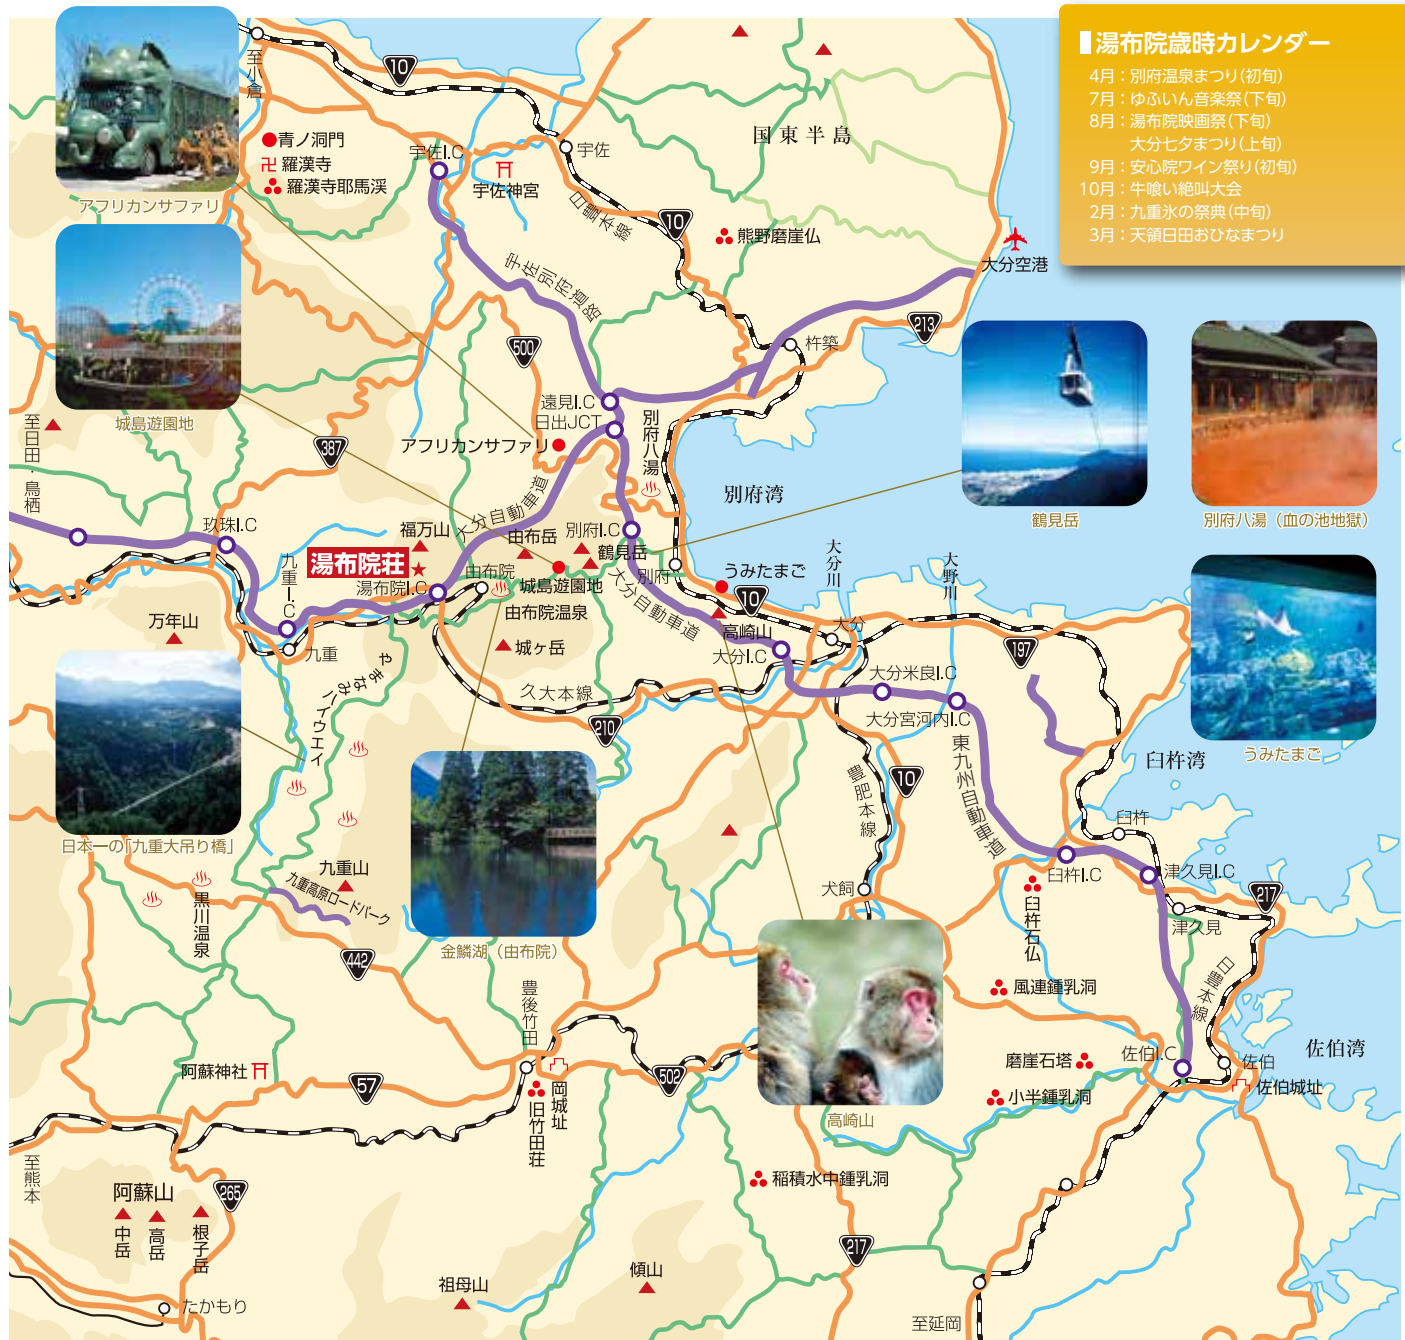 湯布院歳時カレンダー
4月：別府温泉まつり(初旬)
7月：ゆふいん音楽祭(下旬)
8月：湯布院映画祭(下旬)
大分七夕まつり(上旬)
9月：安心院ワイン祭り(初旬)
10月：牛喰い絶叫大会
2月：九重氷の祭典(中旬)
3月：天領日田おひなまつり
至小倉
10
青ノ洞門
羅漢寺
羅漢寺耶馬渓
宇佐I.C
宇佐神宮
宇佐
国東半島
日豊本線
10
熊野磨崖仏
大分空港
アフリカンサファリ
宇佐別府道路
213
杵築
500
城島遊園地
至日田・鳥栖
387
速見I.C
日出JCT
アフリカンサファリ
別府八湯
別府湾
鶴見岳
別府八湯（血の池地獄）
玖珠I.C
福万山
大分自動車道
由布岳
別府I.C
鶴見岳
湯布院荘
湯布院I.C
由布院
城島遊園地
別府
うみたまご
大分川
大野川
九重I.C
由布院温泉
大分自動車道
10
万年山
高崎山
大分
九重
城ヶ岳
大分I.C
197
やまなみハイウエイ
久大本線
大分米良I.C
大分宮河内I.C
210
うみたまご
東九州自動車道
臼杵湾
10
豊肥本線
日本一の「九重大吊り橋」
臼杵
九重山
臼杵I.C
津久見I.C
九重高原ロードパーク
犬飼
黒川温泉
217
臼杵石仏
津久見
金鱗湖（由布院）
442
風連鍾乳洞
日豊本線
豊後竹田
佐伯湾
阿蘇神社
57
岡城址
502
磨崖石塔
佐伯I.C
佐伯
佐伯城址
旧竹田荘
小半鍾乳洞
高崎山
至熊本
稲積水中鍾乳洞
阿蘇山
265
中岳
高岳
根子岳
217
祖母山
傾山
たかもり
至延岡